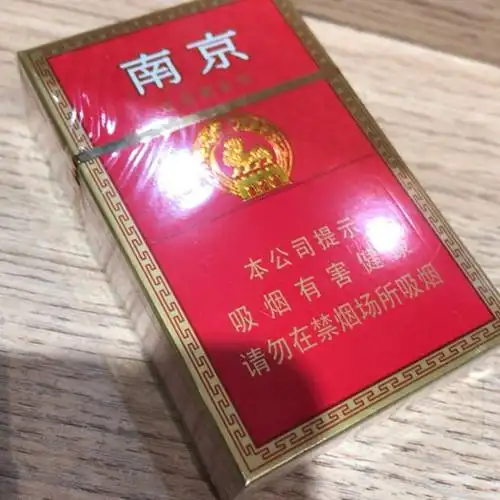 南京
本公司提示
吸烟有害健康
请勿在禁烟场所吸烟